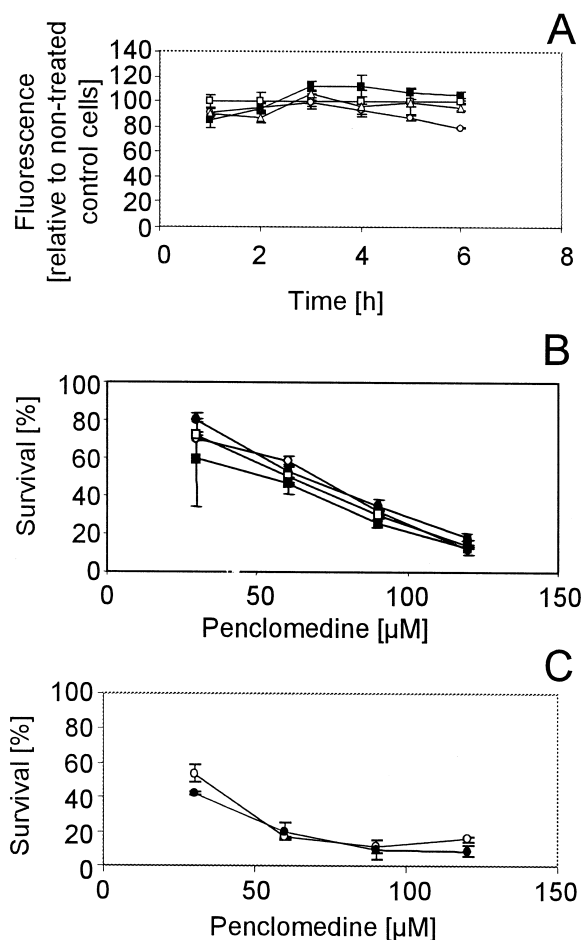 A
Fluorescence
[relative to non-treated
control cells]
140
120
100
80
60
40
20
0
0 2 4 6 8
Time [h]
B
Survival [%]
100
80
60
40
20
0
0 50 100 150
Penclomedine [µM]
C
Survival [%]
100
80
60
40
20
0
0 50 100 150
Penclomedine [µM]